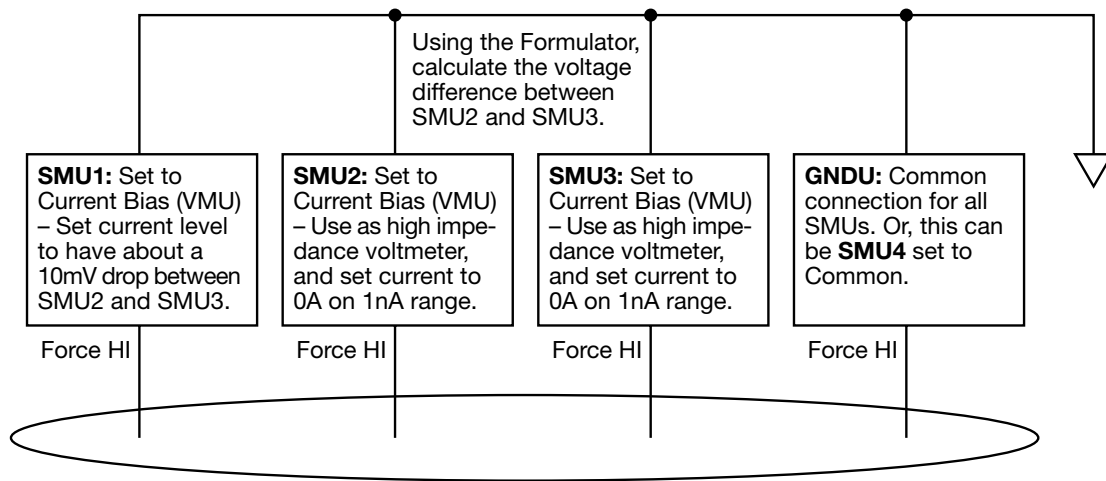 Using the Formulator,
calculate the voltage
difference between
SMU2 and SMU3.
SMU1: Set to
Current Bias (VMU)
– Set current level
to have about a
10mV drop between
SMU2 and SMU3.
SMU2: Set to
Current Bias (VMU)
– Use as high impe-
dance voltmeter,
and set current to
0A on 1nA range.
SMU3: Set to
Current Bias (VMU)
– Use as high impe-
dance voltmeter,
and set current to
0A on 1nA range.
GNDU: Common
connection for all
SMUs. Or, this can
be SMU4 set to
Common.
Force HI
Force HI
Force HI
Force HI